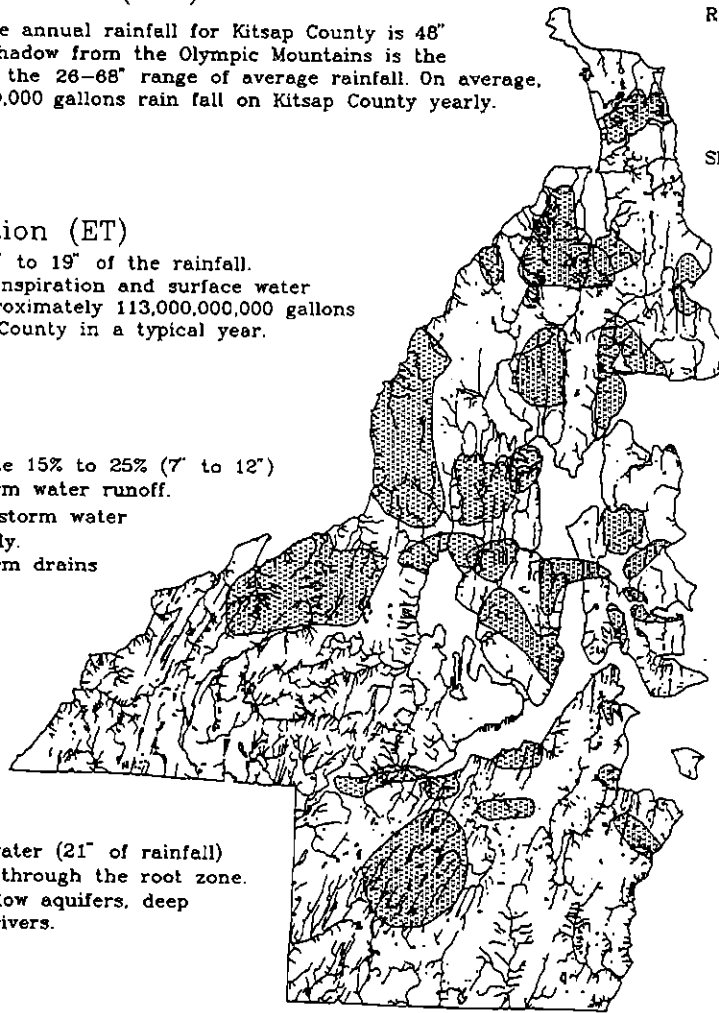 e annual rainfall for Kitsap County is 48"
hadow from the Olympic Mountains is the
the 26-68" range of average rainfall. On average,
0,000 gallons rain fall on Kitsap County yearly.
R
SI
ion (ET)
to 19" of the rainfall.
nspiration and surface water
roximately 113,000,000,000 gallons
County in a typical year.
e 15% to 25% (7" to 12")
rm water runoff.
storm water
ly.
rm drains
ater (21" of rainfall)
through the root zone.
low aquifers, deep
rivers.